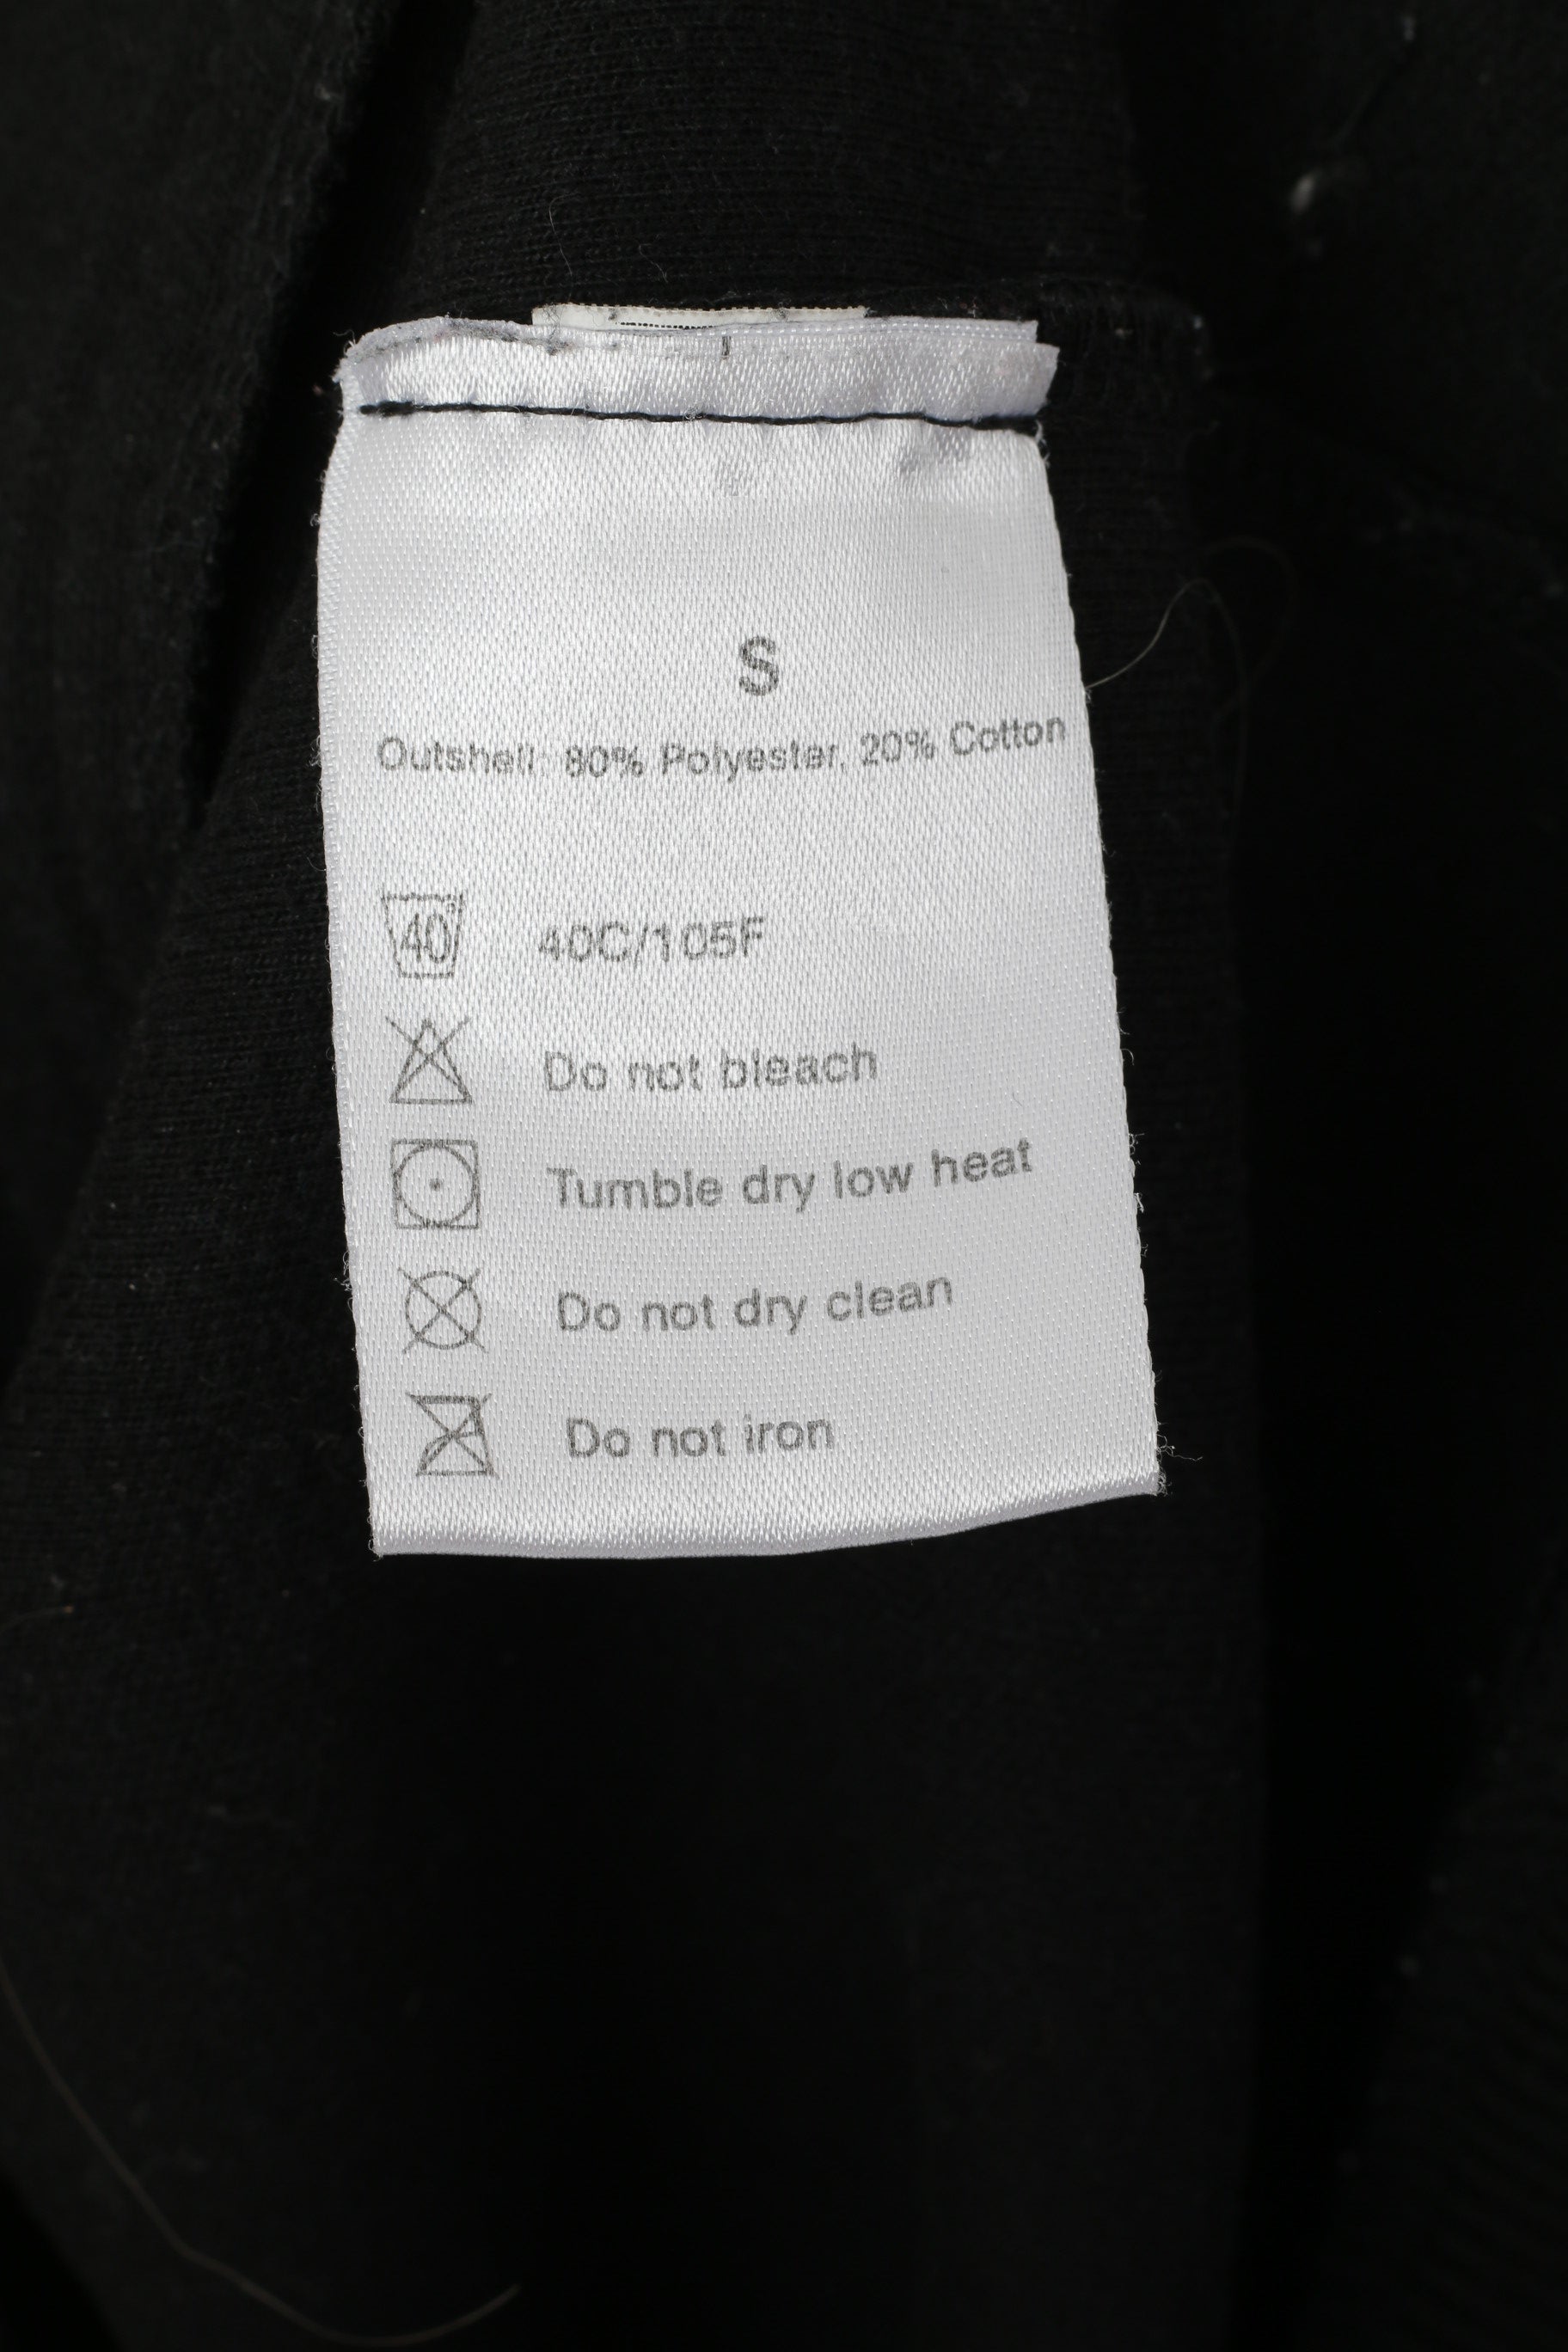 S
Outshell: 80% Polyester, 20% Cotton
40° 40C/105F
Do not bleach
Tumble dry low heat
Do not dry clean
Do not iron